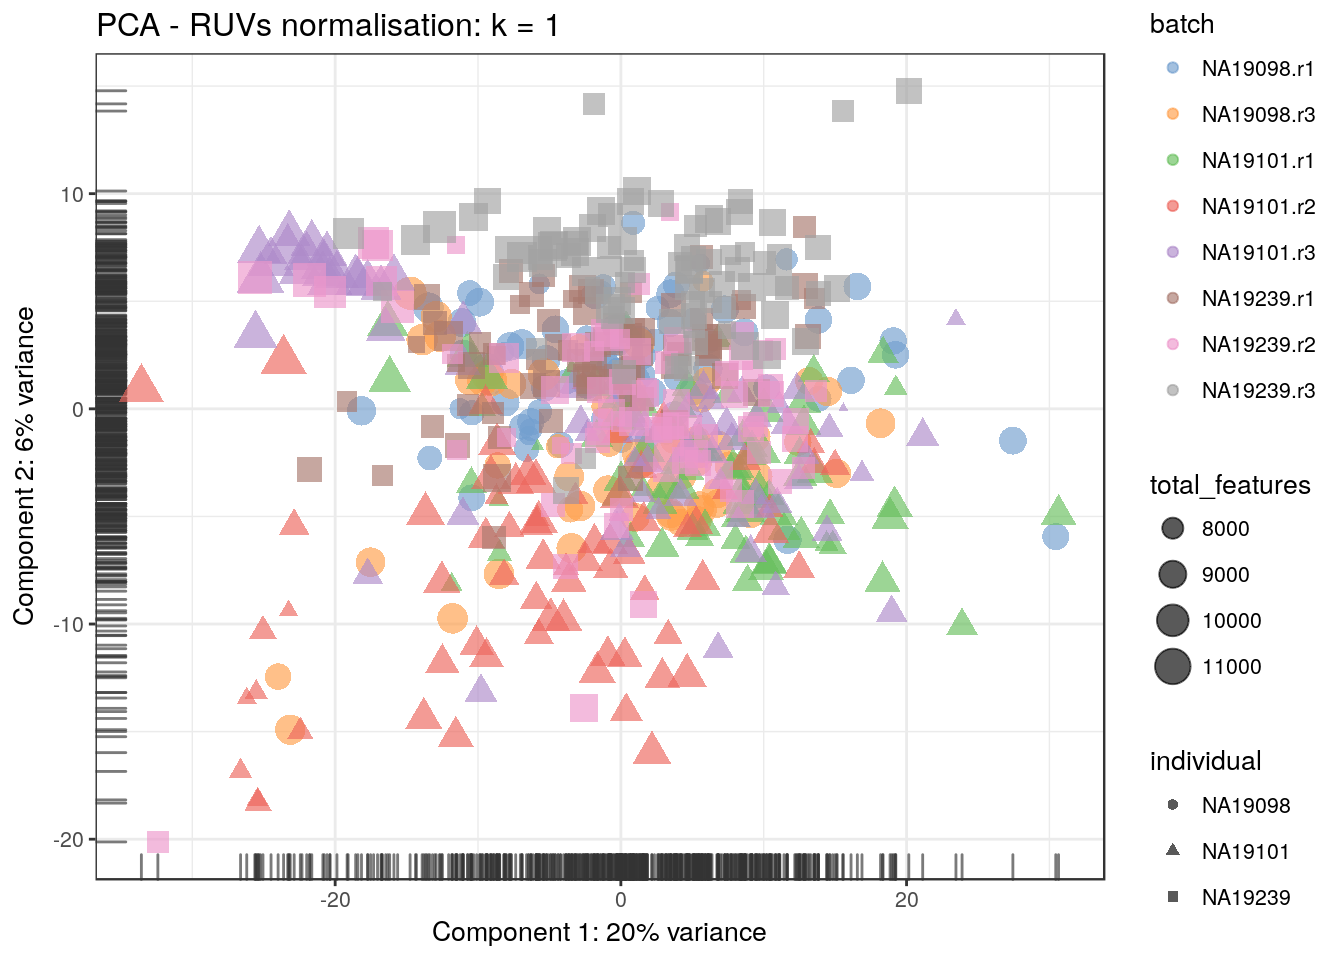 PCA - RUVs normalisation: k = 1
Component 2: 6% variance
10
0
-10
-20
-20
0
20
Component 1: 20% variance
batch
NA19098.r1
NA19098.r3
NA19101.r1
NA19101.r2
NA19101.r3
NA19239.r1
NA19239.r2
NA19239.r3
total_features
8000
9000
10000
11000
individual
NA19098
NA19101
NA19239